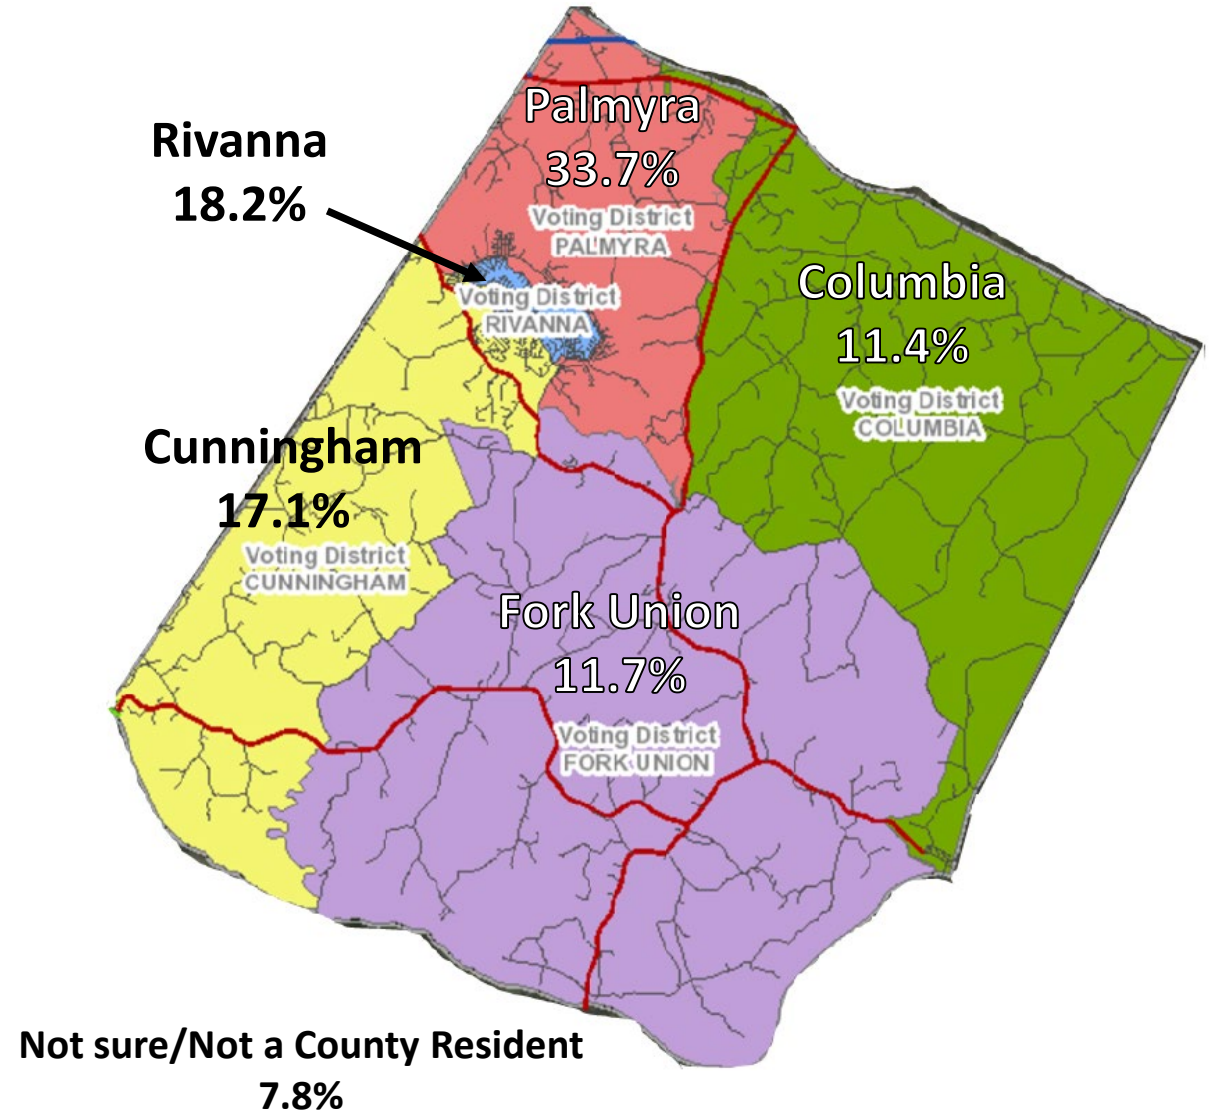 Palmyra
33.7%
Voting District
PALMYRA
Rivanna
18.2%
Voting District
RIVANNA
Columbia
11.4%
Voting District
COLUMBIA
Cunningham
17.1%
Voting District
CUNNINGHAM
Fork Union
11.7%
Voting District
FORK UNION
Not sure/Not a County Resident
7.8%